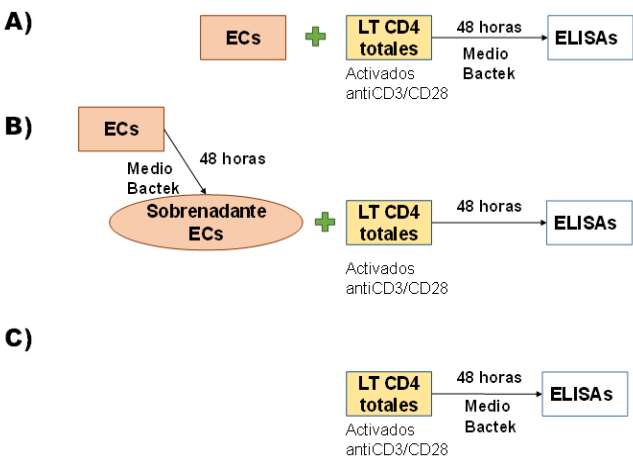 A)
ECs
LT CD4
totales
48 horas
Medio
Bactek
ELISAs
Activados
antiCD3/CD28
B)
ECs
48 horas
Medio
Bactek
Sobrenadante
ECs
LT CD4
totales
48 horas
ELISAs
Activados
antiCD3/CD28
C)
LT CD4
totales
48 horas
Medio
Bactek
ELISAs
Activados
antiCD3/CD28